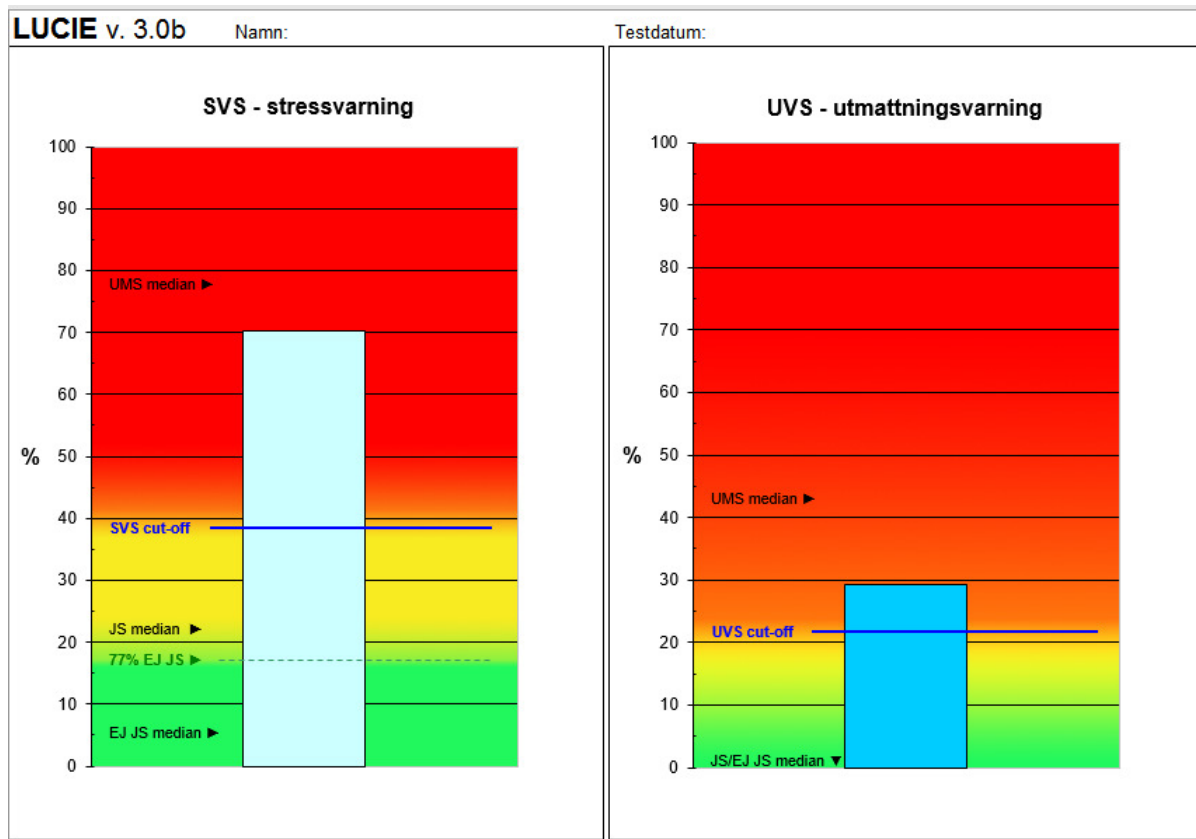 LUCIE v. 3.0b Namn: Testdatum:
SVS - stressvarning
100
90
80
UMS median ►
70
60
% 50
40
SVS cut-off
30
JS median ►
20
77% EJ JS ►
10
EJ JS median ►
0
UVS - utmattningsvarning
100
90
80
70
60
% 50
UMS median ►
40
30
UVS cut-off
20
10
JS/EJ JS median ▼
0